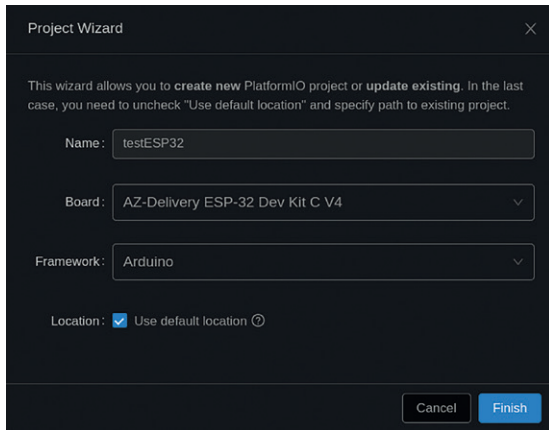 Project Wizard
This wizard allows you to create new PlatformIO project or update existing. In the last
case, you need to uncheck "Use default location" and specify path to existing project.
Name: testESP32
Board: AZ-Delivery ESP-32 Dev Kit C V4
Framework: Arduino
Location: Use default location
Cancel Finish